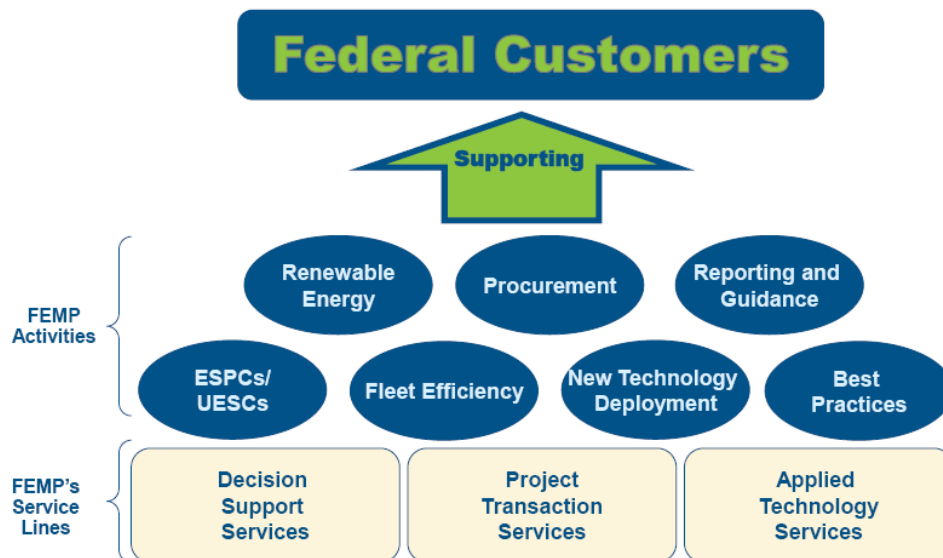 Federal Customers
Supporting
FEMP
Activities
Renewable
Energy
Procurement
Reporting and
Guidance
ESPCs/
UESCs
Fleet Efficiency
New Technology
Deployment
Best
Practices
FEMP's
Service
Lines
Decision
Support
Services
Project
Transaction
Services
Applied
Technology
Services